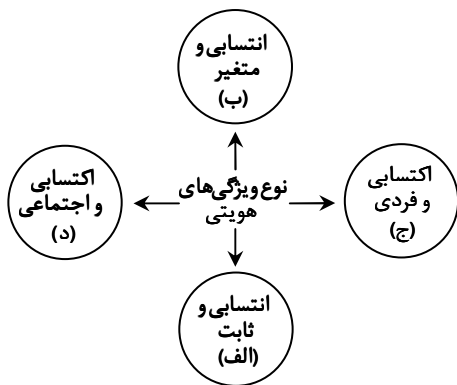 انتسابی و
متغیر
(ب)
اکتسابی
و فردی
(ج)
نوع ویژگی‌های
هویتی
اکتسابی
و اجتماعی
(د)
انتسابی و
ثابت
(الف)